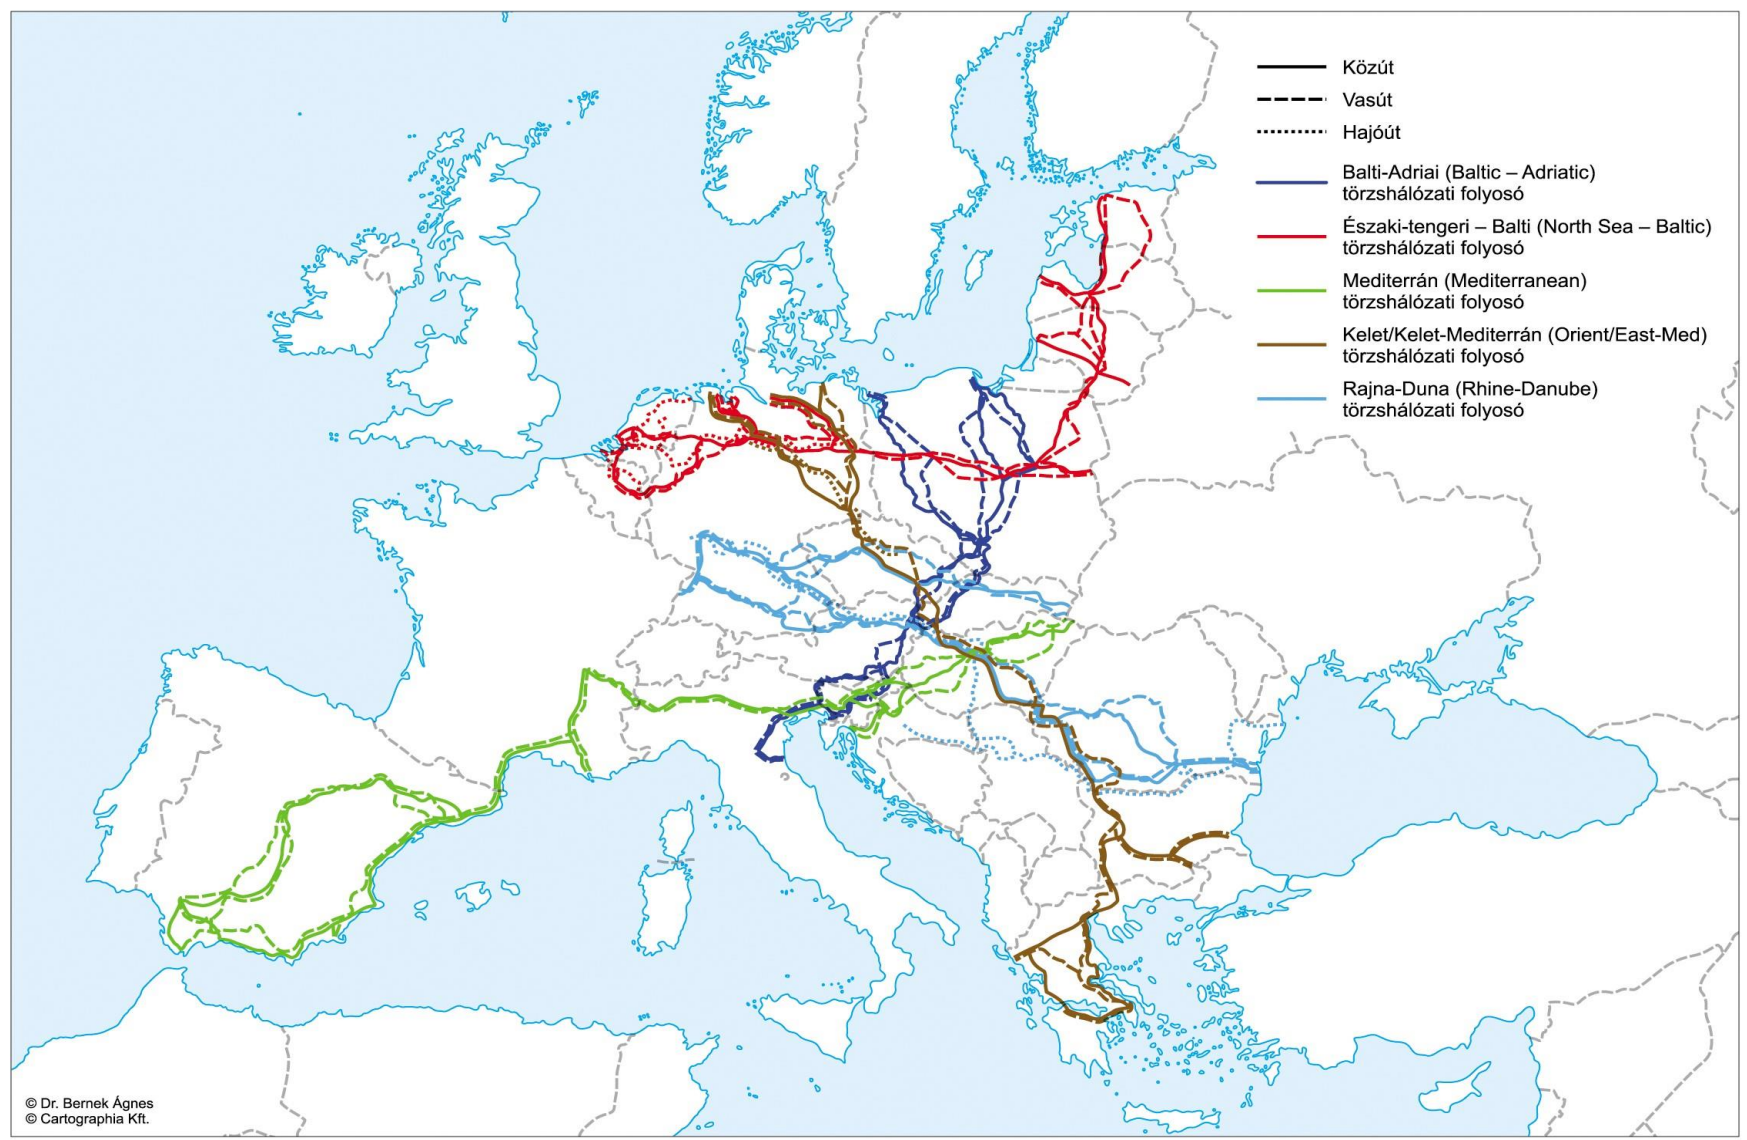 Közút
Vasút
Hajóút
Balti-Adriai (Baltic – Adriatic)
törzshálózati folyosó
Északi-tengeri – Balti (North Sea – Baltic)
törzshálózati folyosó
Mediterrán (Mediterranean)
törzshálózati folyosó
Kelet/Kelet-Mediterrán (Orient/East-Med)
törzshálózati folyosó
Rajna-Duna (Rhine-Danube)
törzshálózati folyosó
© Dr. Bernek Ágnes
© Cartographia Kft.